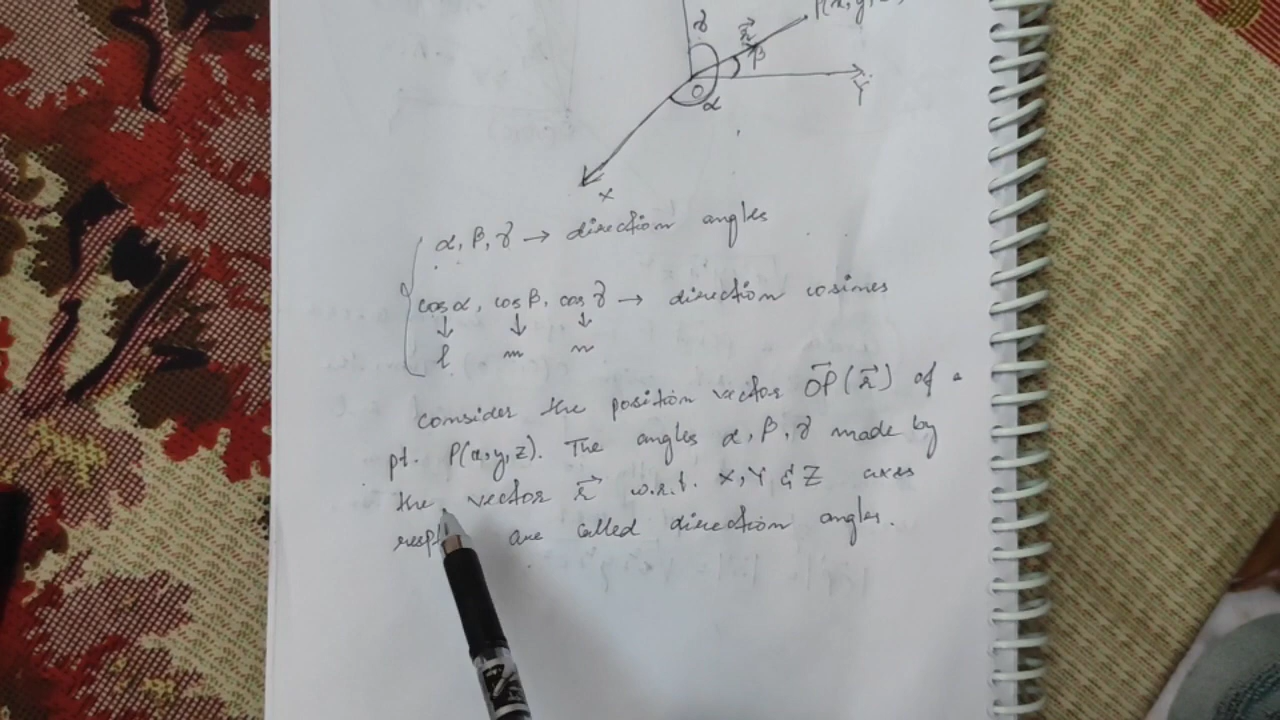 γ
r⃗
P(x, y, z)
β
Y
O
α
X
α, β, γ → direction angles
cos α, cos β, cos γ → direction cosines
↓ ↓ ↓
l m n
consider the position vector OP⃗ (r⃗) of a
pt. P(x,y,z). The angles α, β, γ made by
the vector r⃗ w.r.t. X, Y & Z axes
resp are called direction angles.